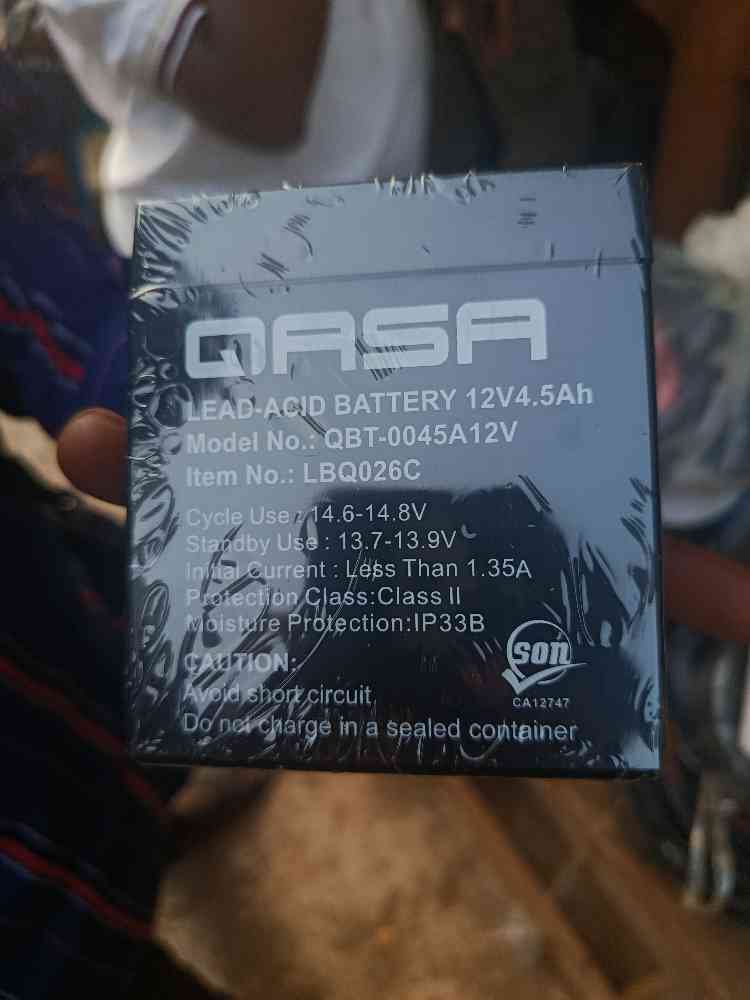 QASA
LEAD-ACID BATTERY 12V4.5Ah
Model No.: QBT-0045A12V
Item No.: LBQ026C
Cycle Use : 14.6-14.8V
Standby Use : 13.7-13.9V
Initial Current : Less Than 1.35A
Protection Class:Class II
Moisture Protection:IP33B
CAUTION:
Avoid short circuit
Do not charge in a sealed container
son
CA12747